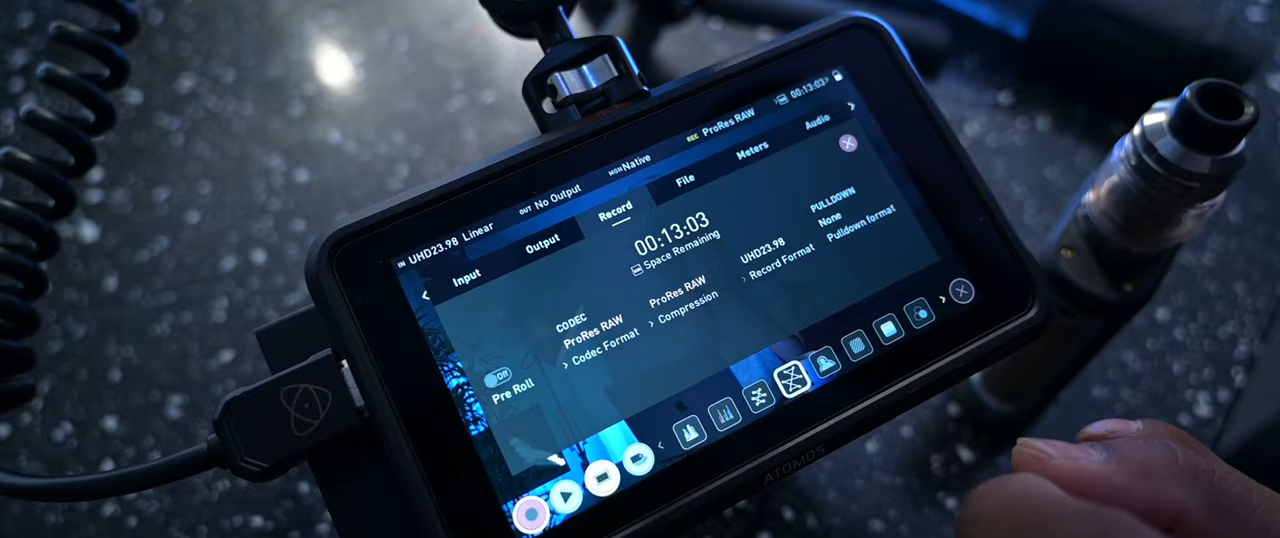 IN UHD23.98 Linear
OUT No Output
MON Native
REC ProRes RAW
00:13:03
Input
Output
Record
File
Meters
Audio
00:13:03
Space Remaining
CODEC
ProRes RAW
Codec Format
ProRes RAW
Compression
UHD23.98
Record Format
PULLDOWN
None
Pulldown format
Off
Pre Roll
ATOMOS